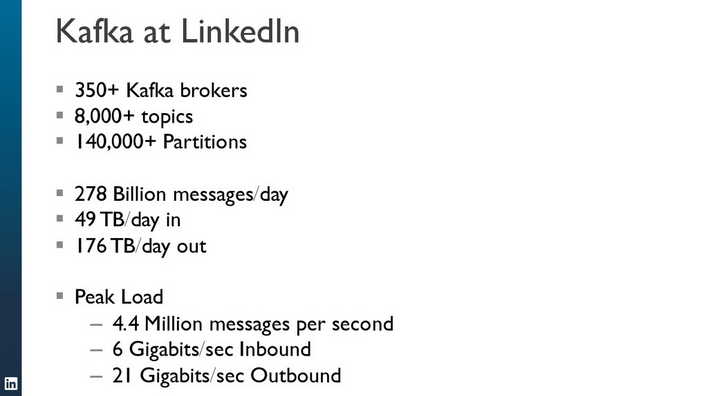 Kafka at LinkedIn
▪ 350+ Kafka brokers
▪ 8,000+ topics
▪ 140,000+ Partitions
▪ 278 Billion messages/day
▪ 49 TB/day in
▪ 176 TB/day out
▪ Peak Load
– 4.4 Million messages per second
– 6 Gigabits/sec Inbound
– 21 Gigabits/sec Outbound
in